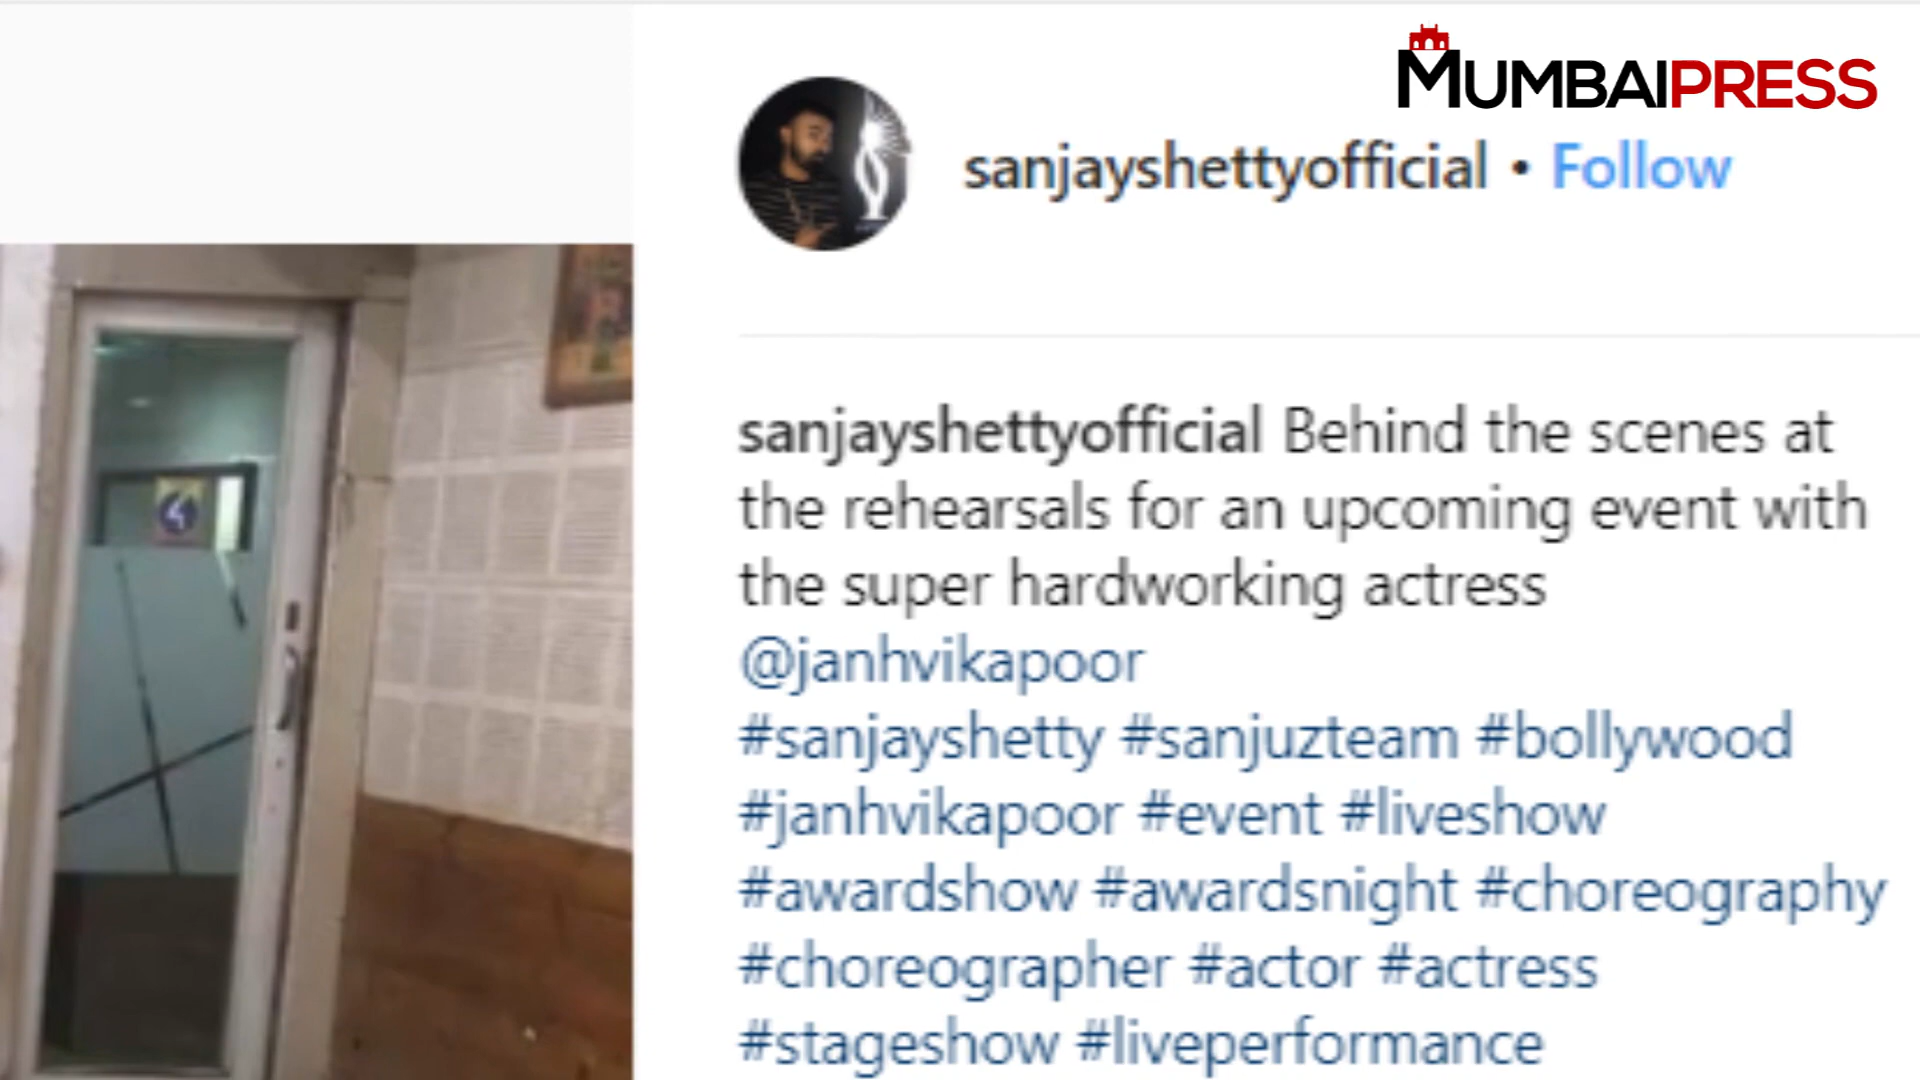 MUMBAIPRESS
sanjayshettyofficial • Follow
sanjayshettyofficial Behind the scenes at
the rehearsals for an upcoming event with
the super hardworking actress
@janhvikapoor
#sanjayshetty #sanjuzteam #bollywood
#janhvikapoor #event #liveshow
#awardshow #awardsnight #choreography
#choreographer #actor #actress
#stageshow #liveperformance